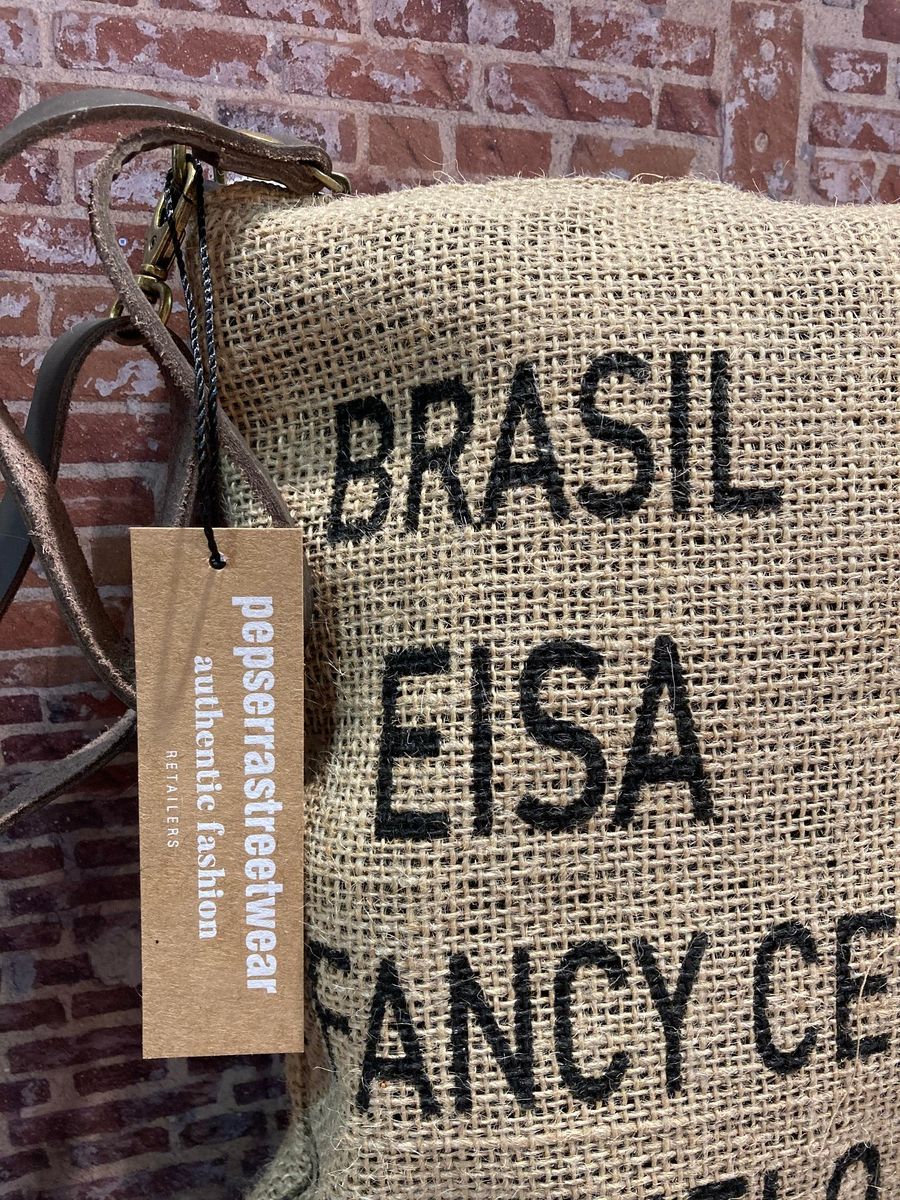 BRASIL
EISA
FANCY CE
pepserrastreetwear
authentic fashion
RETAILERS